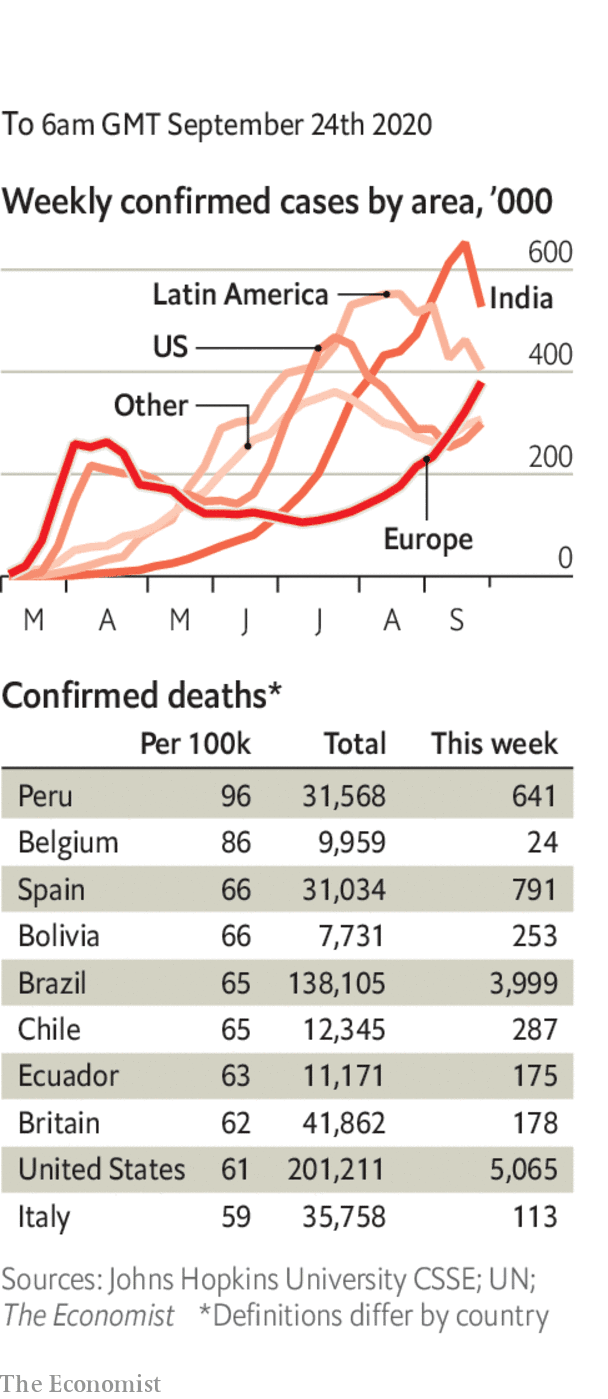 To 6am GMT September 24th 2020
Weekly confirmed cases by area, ’000
600
Latin America
India
US
400
Other
200
Europe
0
M A M J J A S
Confirmed deaths*
Per 100k Total This week
Peru 96 31,568 641
Belgium 86 9,959 24
Spain 66 31,034 791
Bolivia 66 7,731 253
Brazil 65 138,105 3,999
Chile 65 12,345 287
Ecuador 63 11,171 175
Britain 62 41,862 178
United States 61 201,211 5,065
Italy 59 35,758 113
Sources: Johns Hopkins University CSSE; UN;
The Economist *Definitions differ by country
The Economist